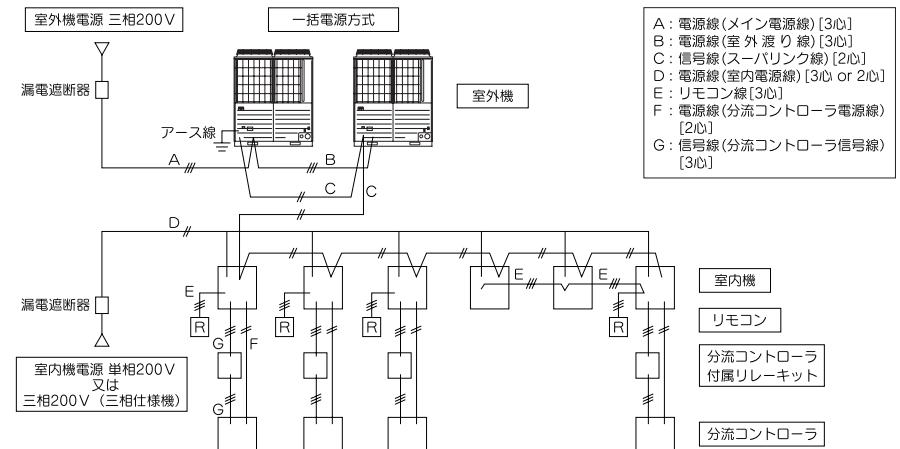 室外機電源 三相200V
一括電源方式
漏電遮断器
アース線
室外機
A：電源線(メイン電源線)[3心]
B：電源線(室外渡り線)[3心]
C：信号線(スーパリンク線)[2心]
D：電源線(室内電源線)[3心 or 2心]
E：リモコン線[3心]
F：電源線(分流コントローラ電源線)
[2心]
G：信号線(分流コントローラ信号線)
[3心]
A
B
C
C
D
E
E
E
室内機
漏電遮断器
R
R
R
R
リモコン
G
F
室内機電源 単相200V
又は
三相200V（三相仕様機）
分流コントローラ
付属リレーキット
G
分流コントローラ